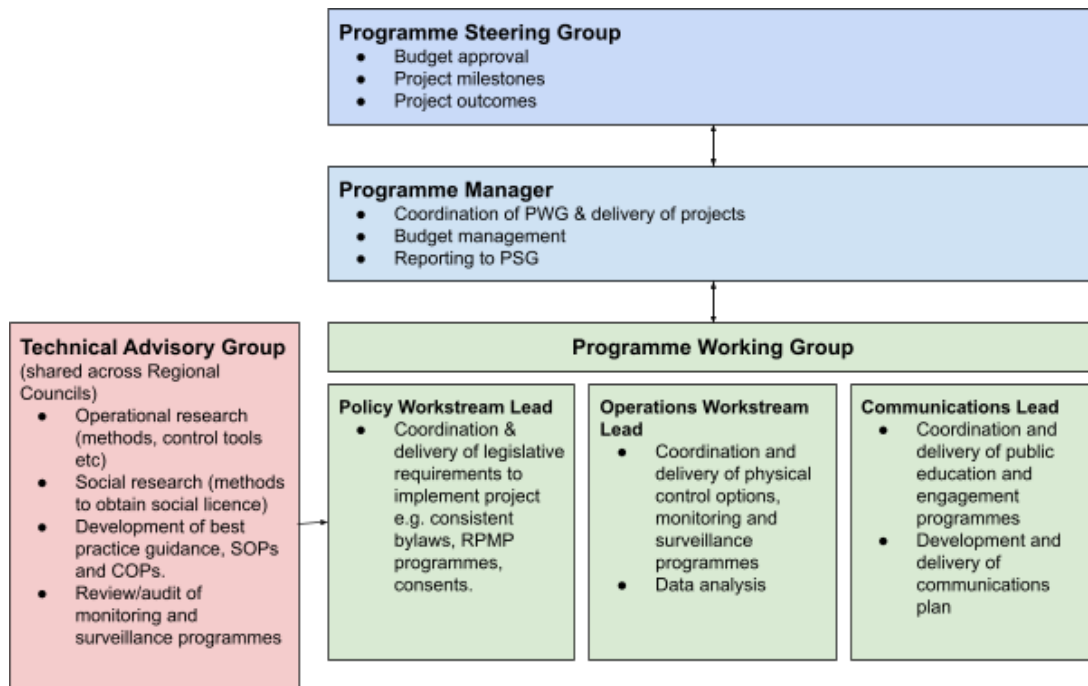 Programme Steering Group
● Budget approval
● Project milestones
● Project outcomes
Programme Manager
● Coordination of PWG & delivery of projects
● Budget management
● Reporting to PSG
Technical Advisory Group
(shared across Regional
Councils)
● Operational research
(methods, control tools
etc)
● Social research (methods
to obtain social licence)
● Development of best
practice guidance, SOPs
and COPs.
● Review/audit of
monitoring and
surveillance programmes
Programme Working Group
Policy Workstream Lead
● Coordination &
delivery of legislative
requirements to
implement project
e.g. consistent
bylaws, RPMP
programmes,
consents.
Operations Workstream
Lead
● Coordination and
delivery of physical
control options,
monitoring and
surveillance
programmes
● Data analysis
Communications Lead
● Coordination and
delivery of public
education and
engagement
programmes
● Development and
delivery of
communications
plan